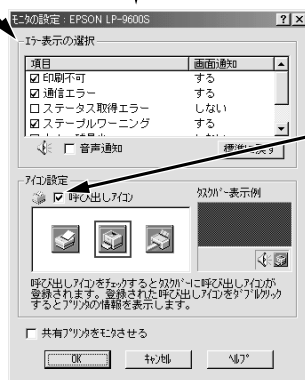 モニタの設定 : EPSON LP-9600S
エラー表示の選択
項目 画面通知
印刷不可 する
通信エラー する
ステータス取得エラー しない
ステープルワーニング する
音声通知 標準に戻す
アイコン設定
呼び出しアイコン タスクバー表示例
呼び出しアイコンをチェックするとタスクバーに呼び出しアイコンが
登録されます。登録された呼び出しアイコンをダブルクリック
するとプリンタの情報を表示します。
共有プリンタをモニタさせる
OK キャンセル ヘルプ